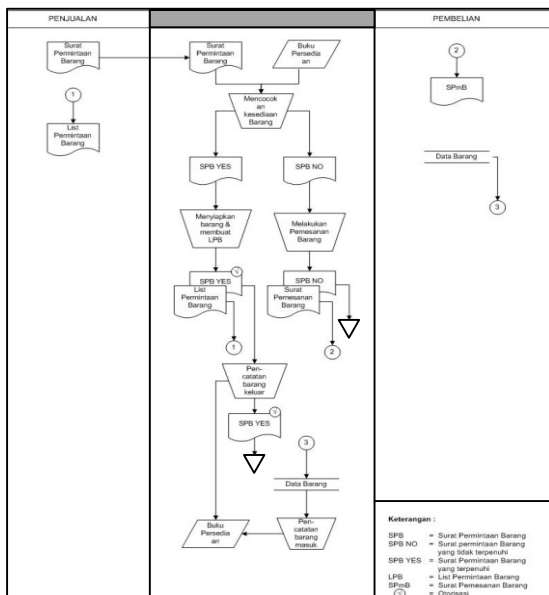 PENJUALAN
PEMBELIAN
Surat
Permintaan
Barang
1
List
Permintaan
Barang
Surat
Permintaan
Barang
Buku
Persedia
an
Mencocok
an
kesediaan
Barang
SPB YES
SPB NO
Menyiapkan
barang &
membuat
LPB
Melakukan
Pemesanan
Barang
SPB YES
√
List
Permintaan
Barang
1
SPB NO
Surat
Pemesanan
Barang
2
Pen-
catatan
barang
keluar
SPB YES
√
3
Data Barang
Buku
Persedia
an
Pen-
catatan
barang
masuk
2
SPmB
Data Barang
3
Keterangan :
SPB = Surat Permintaan Barang
SPB NO = Surat permintaan Barang
yang tidak terpenuhi
SPB YES = Surat Permintaan Barang
yang terpenuhi
LPB = List Permintaan Barang
SPmB = Surat Pemesanan Barang
√ = Otorisasi